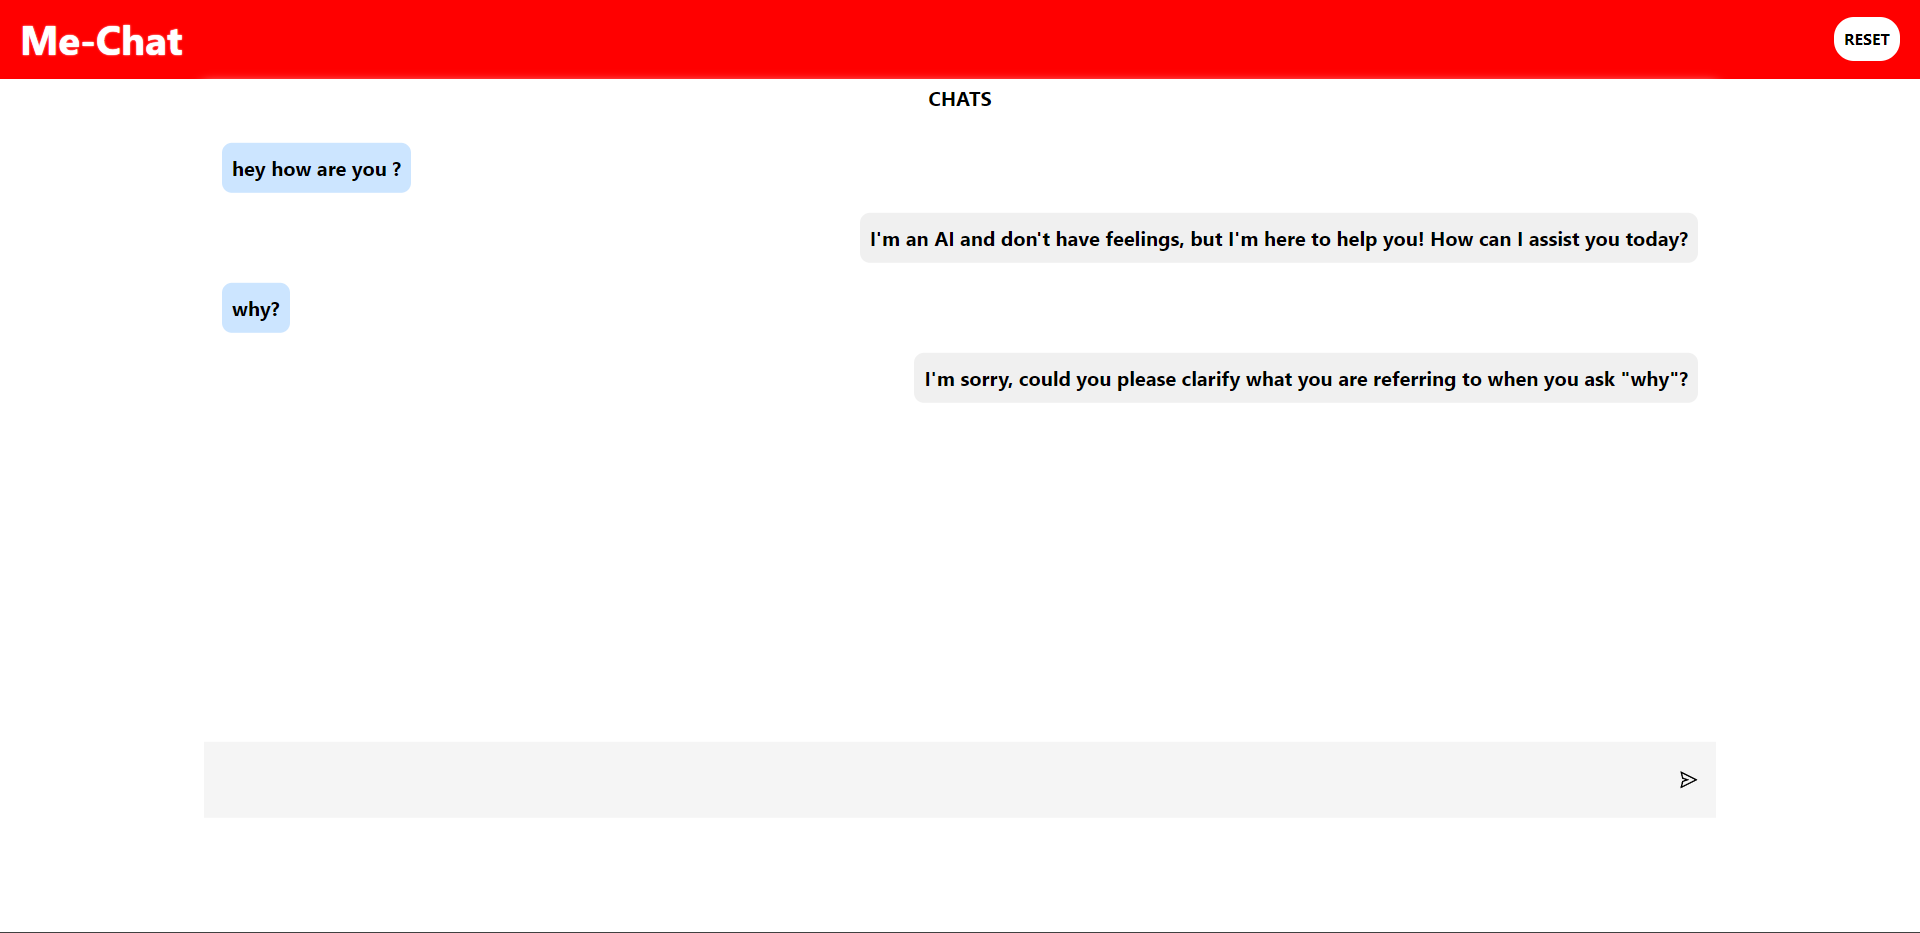 Me-Chat
RESET
CHATS
hey how are you ?
I'm an AI and don't have feelings, but I'm here to help you! How can I assist you today?
why?
I'm sorry, could you please clarify what you are referring to when you ask "why"?